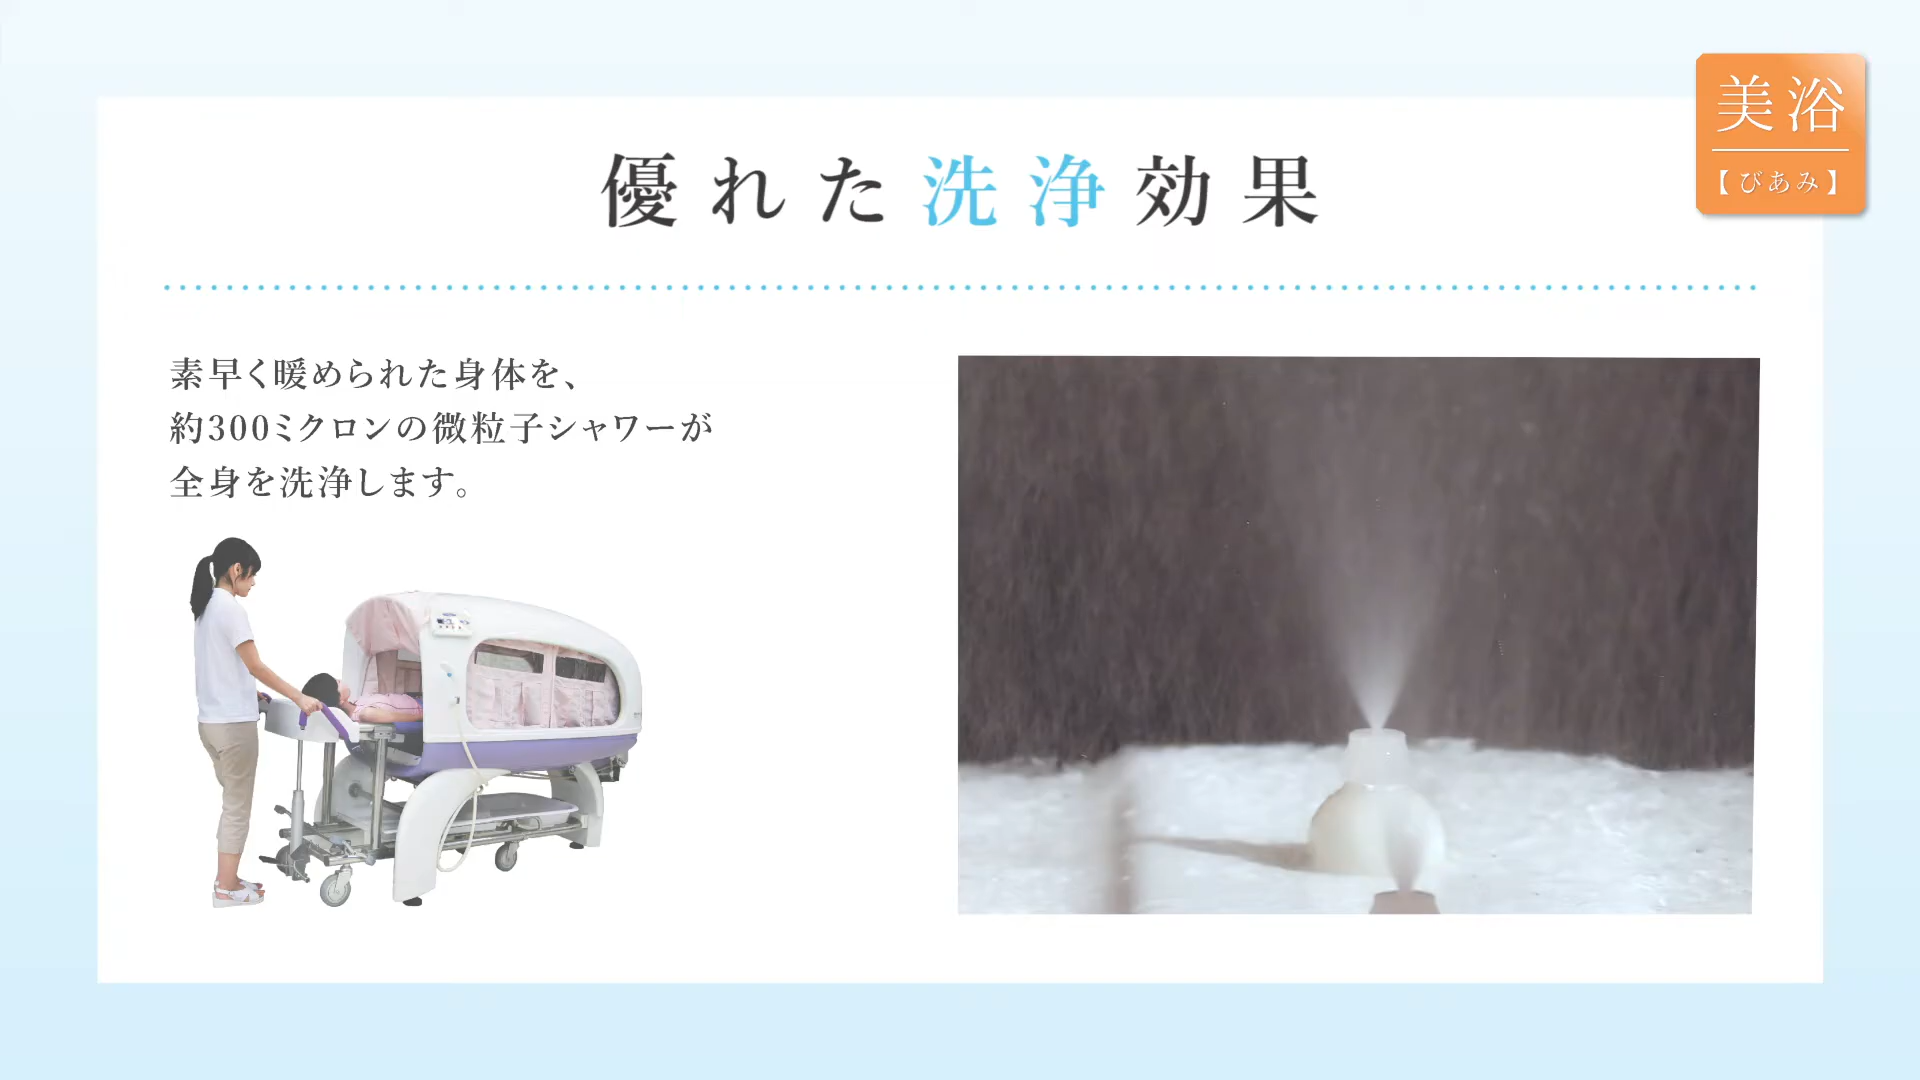 美浴
【びあみ】
優れた洗浄効果
素早く暖められた身体を、
約300ミクロンの微粒子シャワーが
全身を洗浄します。